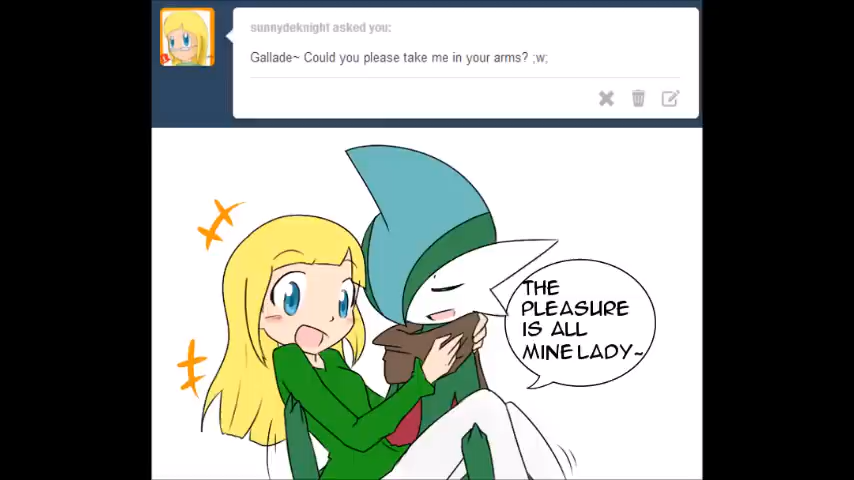 sunnydeknight asked you:
Gallade~ Could you please take me in your arms? ;w;
THE
PLEASURE
IS ALL
MINE LADY~